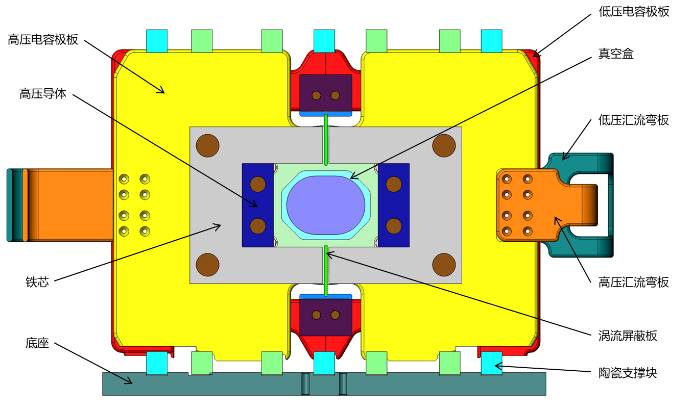 低压电容极板
高压电容极板
真空盒
高压导体
低压汇流弯板
铁芯
高压汇流弯板
底座
涡流屏蔽板
陶瓷支撑块